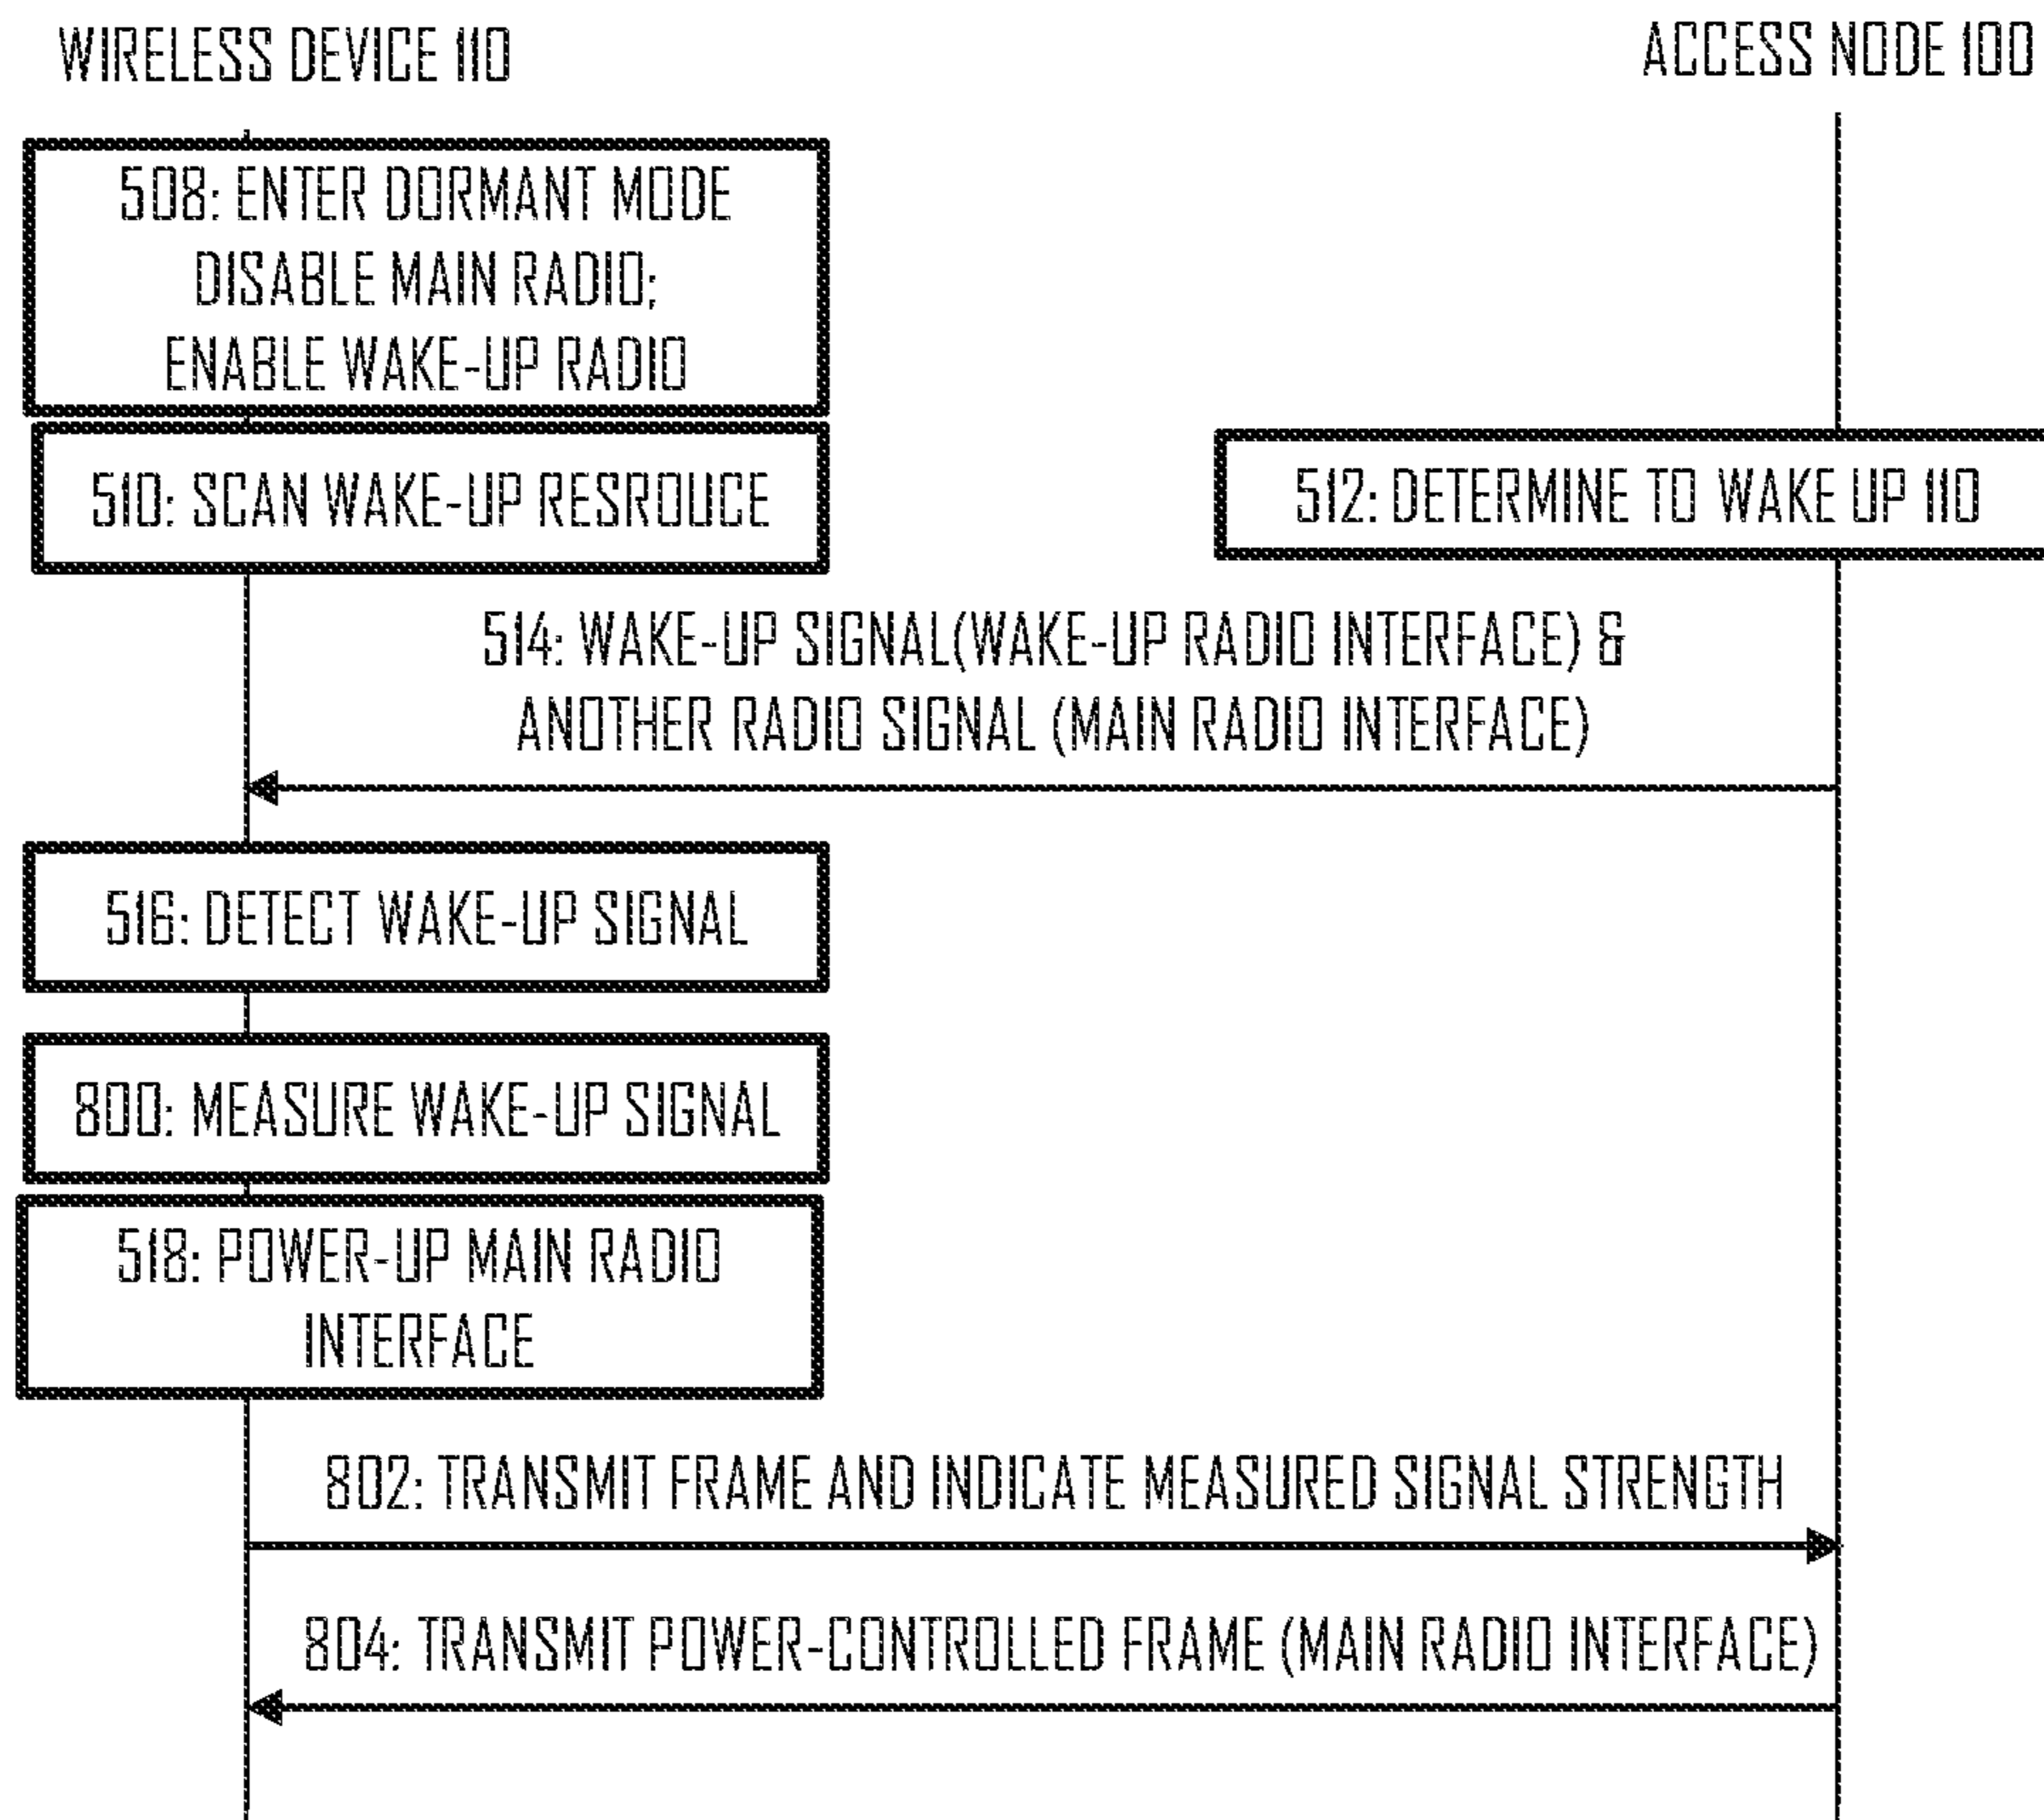 WIRELESS DEVICE 110
ACCESS NODE 100
508: ENTER DORMANT MODE
DISABLE MAIN RADIO;
ENABLE WAKE-UP RADIO
510: SCAN WAKE-UP RESROUCE
512: DETERMINE TO WAKE UP 110
514: WAKE-UP SIGNAL(WAKE-UP RADIO INTERFACE) &
ANOTHER RADIO SIGNAL (MAIN RADIO INTERFACE)
516: DETECT WAKE-UP SIGNAL
800: MEASURE WAKE-UP SIGNAL
518: POWER-UP MAIN RADIO
INTERFACE
802: TRANSMIT FRAME AND INDICATE MEASURED SIGNAL STRENGTH
804: TRANSMIT POWER-CONTROLLED FRAME (MAIN RADIO INTERFACE)